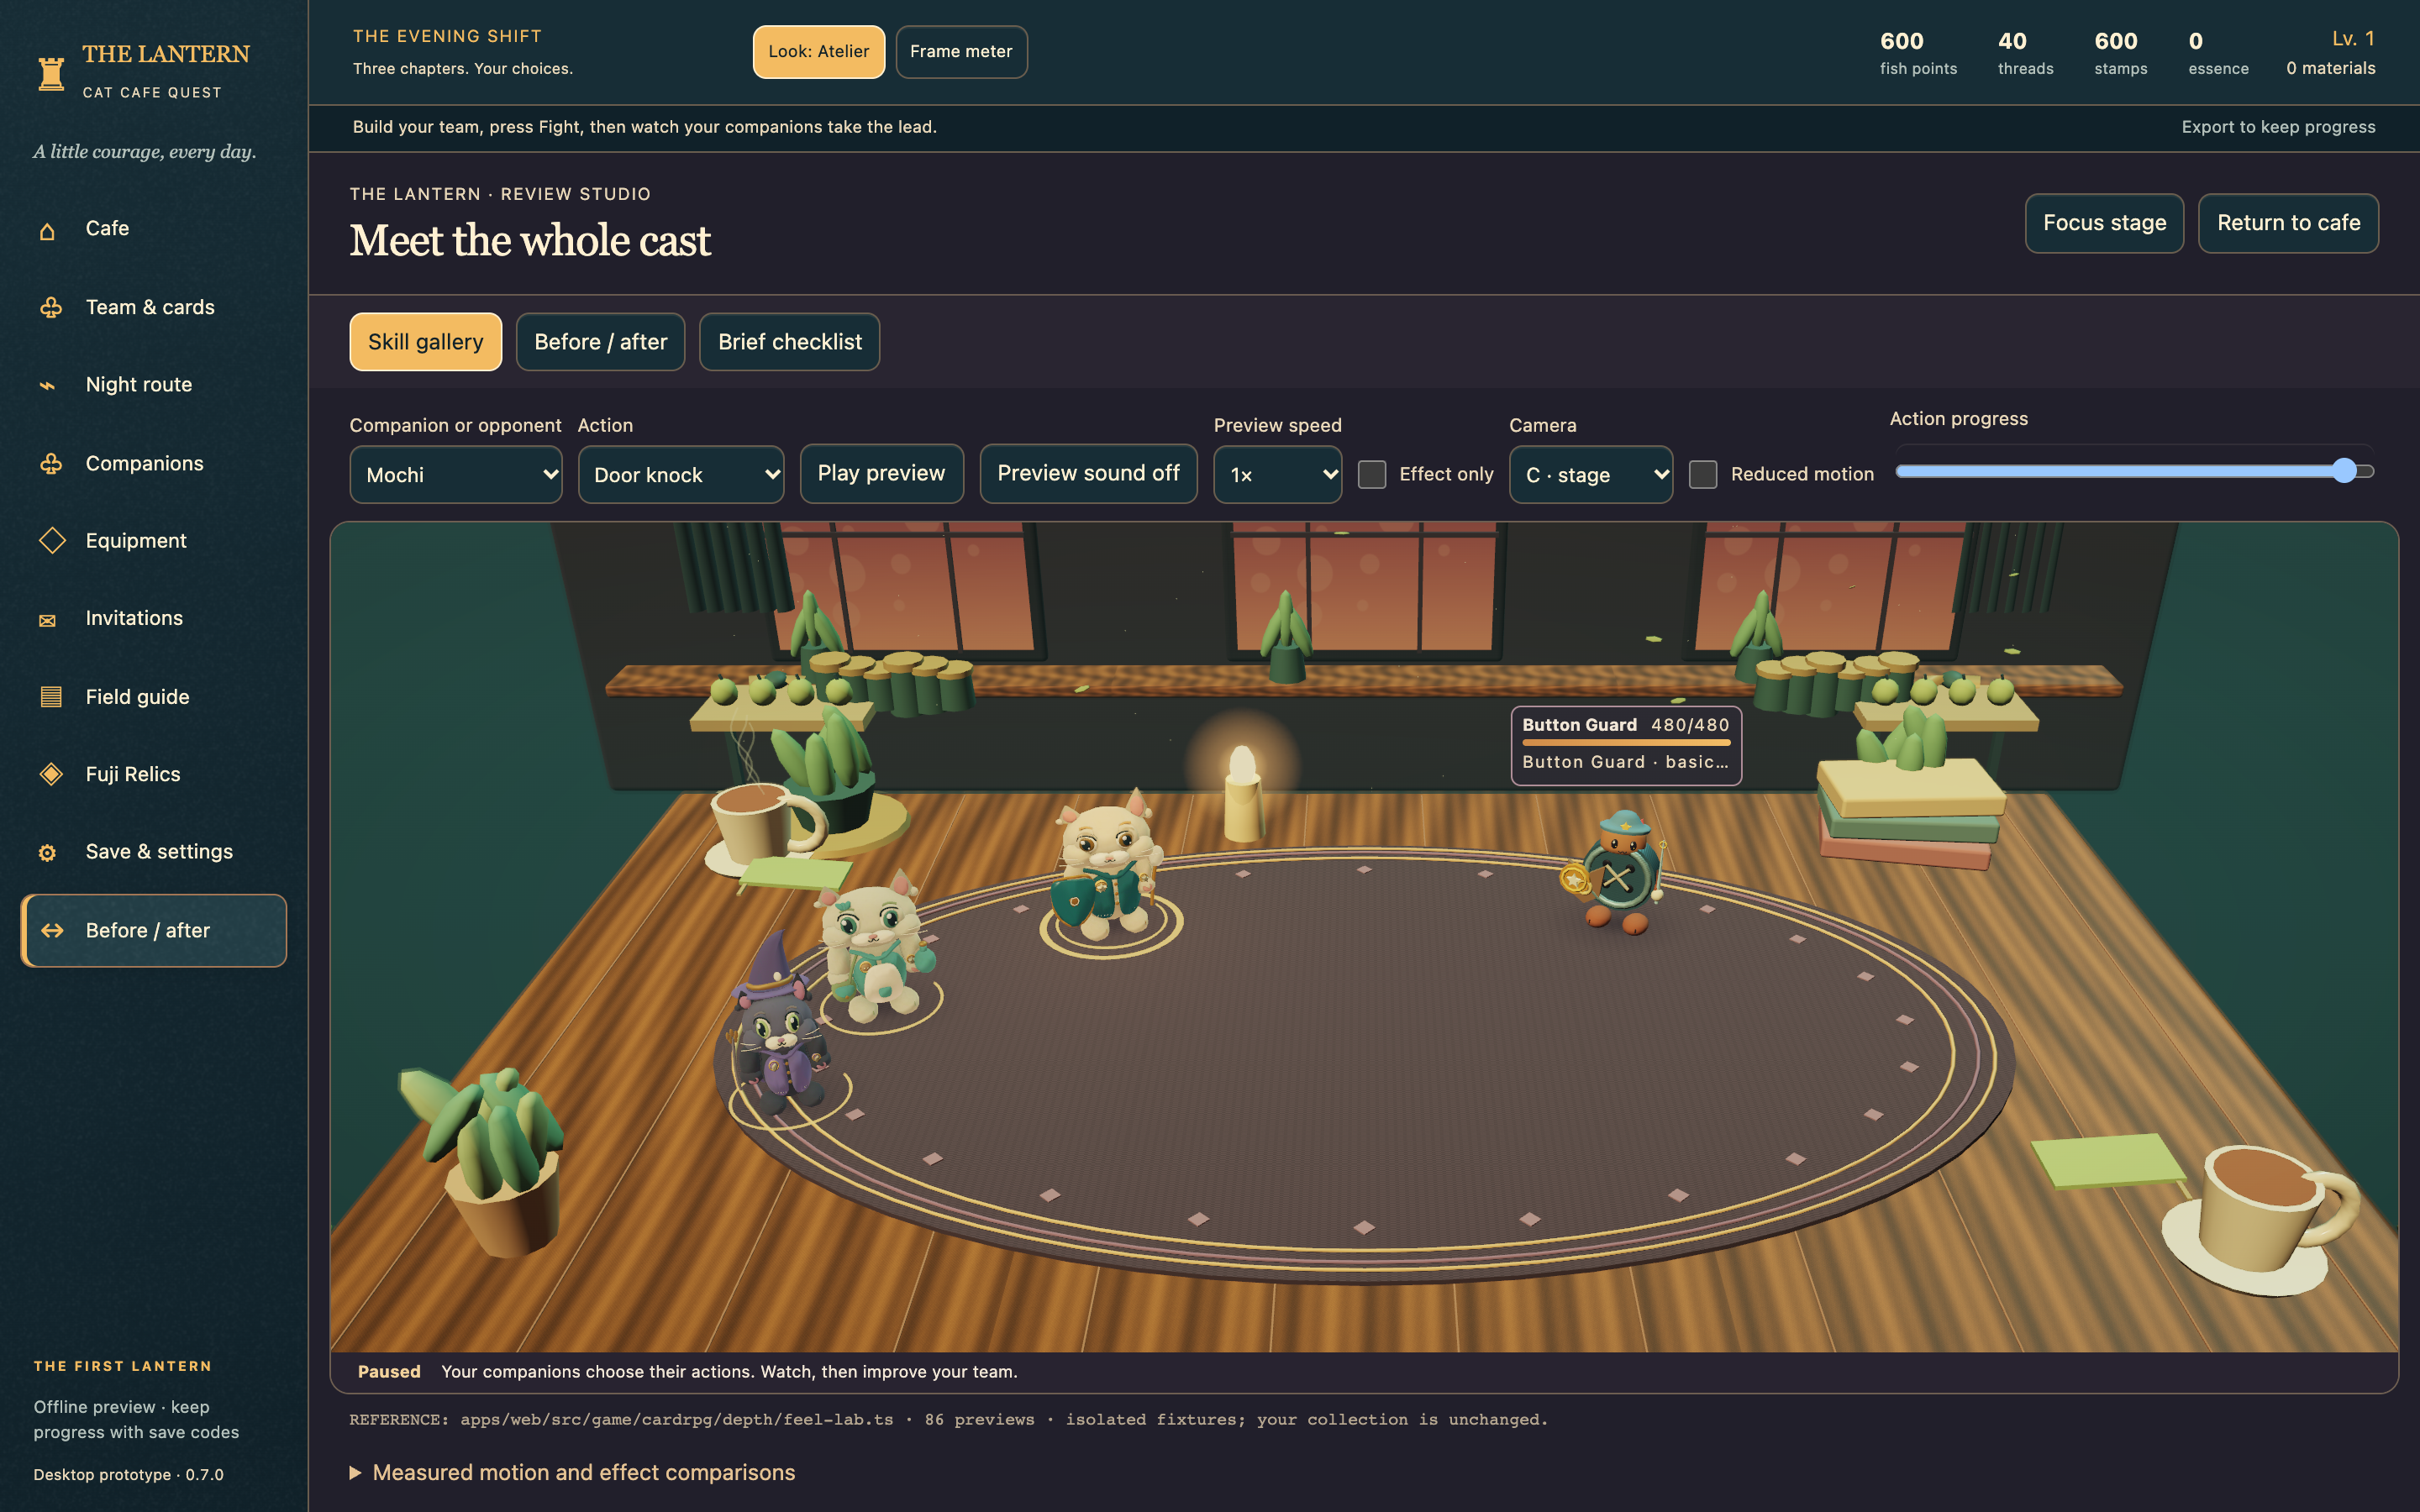 THE LANTERN
CAT CAFE QUEST
A little courage, every day.
Cafe
Team & cards
Night route
Companions
Equipment
Invitations
Field guide
Fuji Relics
Save & settings
Before / after
THE FIRST LANTERN
Offline preview · keep
progress with save codes
Desktop prototype · 0.7.0
THE EVENING SHIFT
Three chapters. Your choices.
Look: Atelier
Frame meter
600 fish points
40 threads
600 stamps
0 essence
Lv. 1
0 materials
Build your team, press Fight, then watch your companions take the lead.
Export to keep progress
THE LANTERN · REVIEW STUDIO
Meet the whole cast
Focus stage
Return to cafe
Skill gallery
Before / after
Brief checklist
Companion or opponent
Mochi
Action
Door knock
Play preview
Preview sound off
Preview speed
1×
Effect only
Camera
C · stage
Reduced motion
Action progress
Button Guard 480/480
Button Guard · basic…
Paused Your companions choose their actions. Watch, then improve your team.
REFERENCE: apps/web/src/game/cardrpg/depth/feel-lab.ts · 86 previews · isolated fixtures; your collection is unchanged.
Measured motion and effect comparisons